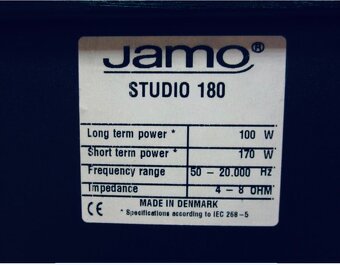 Jamo®
STUDIO 180
Long term power * 100 W
Short term power * 170 W
Frequency range 50 - 20.000 Hz
Impedance 4 - 8 OHM
MADE IN DENMARK
CE * Specifications according to IEC 268-5